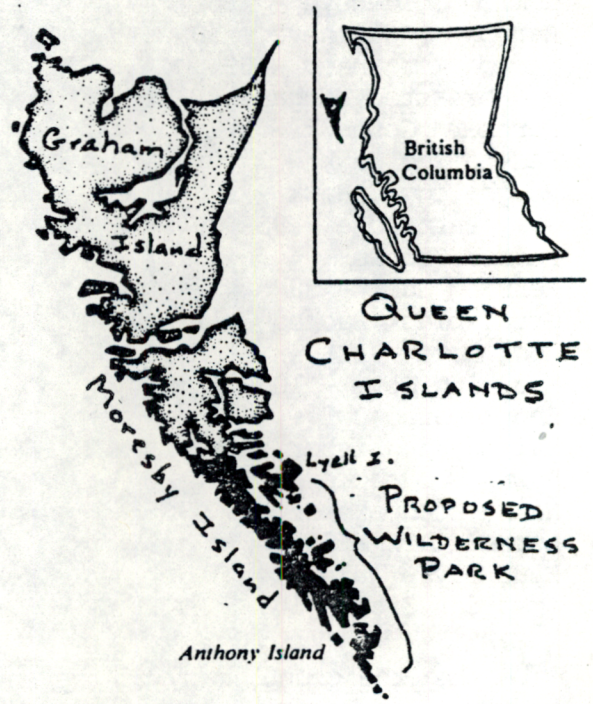 Graham
Island
British
Columbia
QUEEN
CHARLOTTE
ISLANDS
Moresby Island
Lyell I.
PROPOSED
WILDERNESS
PARK
Anthony Island